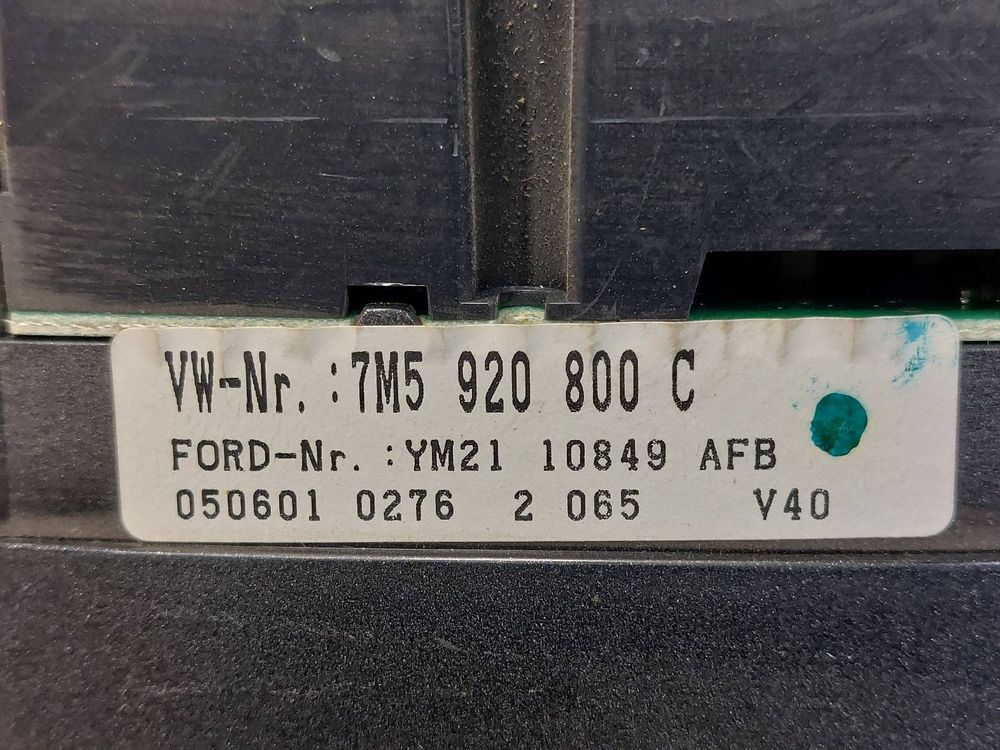 VW-Nr. :7M5 920 800 C
FORD-Nr. :YM21 10849 AFB
050601 0276 2 065 V40